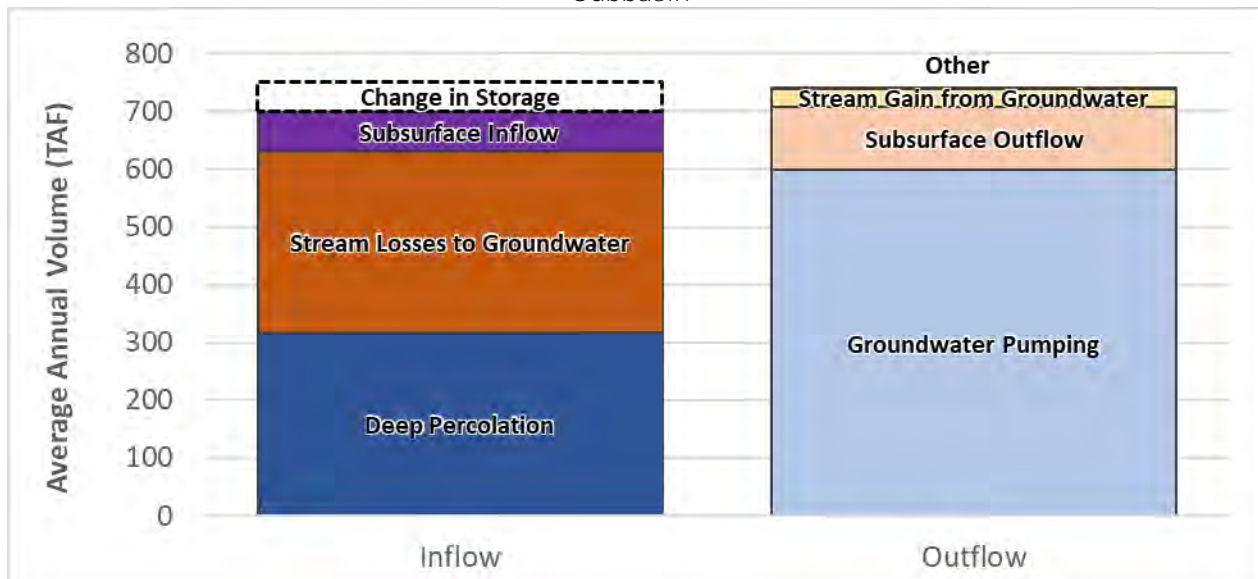 800
700
600
500
400
300
200
100
0
Average Annual Volume (TAF)
Change in Storage
Subsurface Inflow
Stream Losses to Groundwater
Deep Percolation
Other
Stream Gain from Groundwater
Subsurface Outflow
Groundwater Pumping
Inflow
Outflow